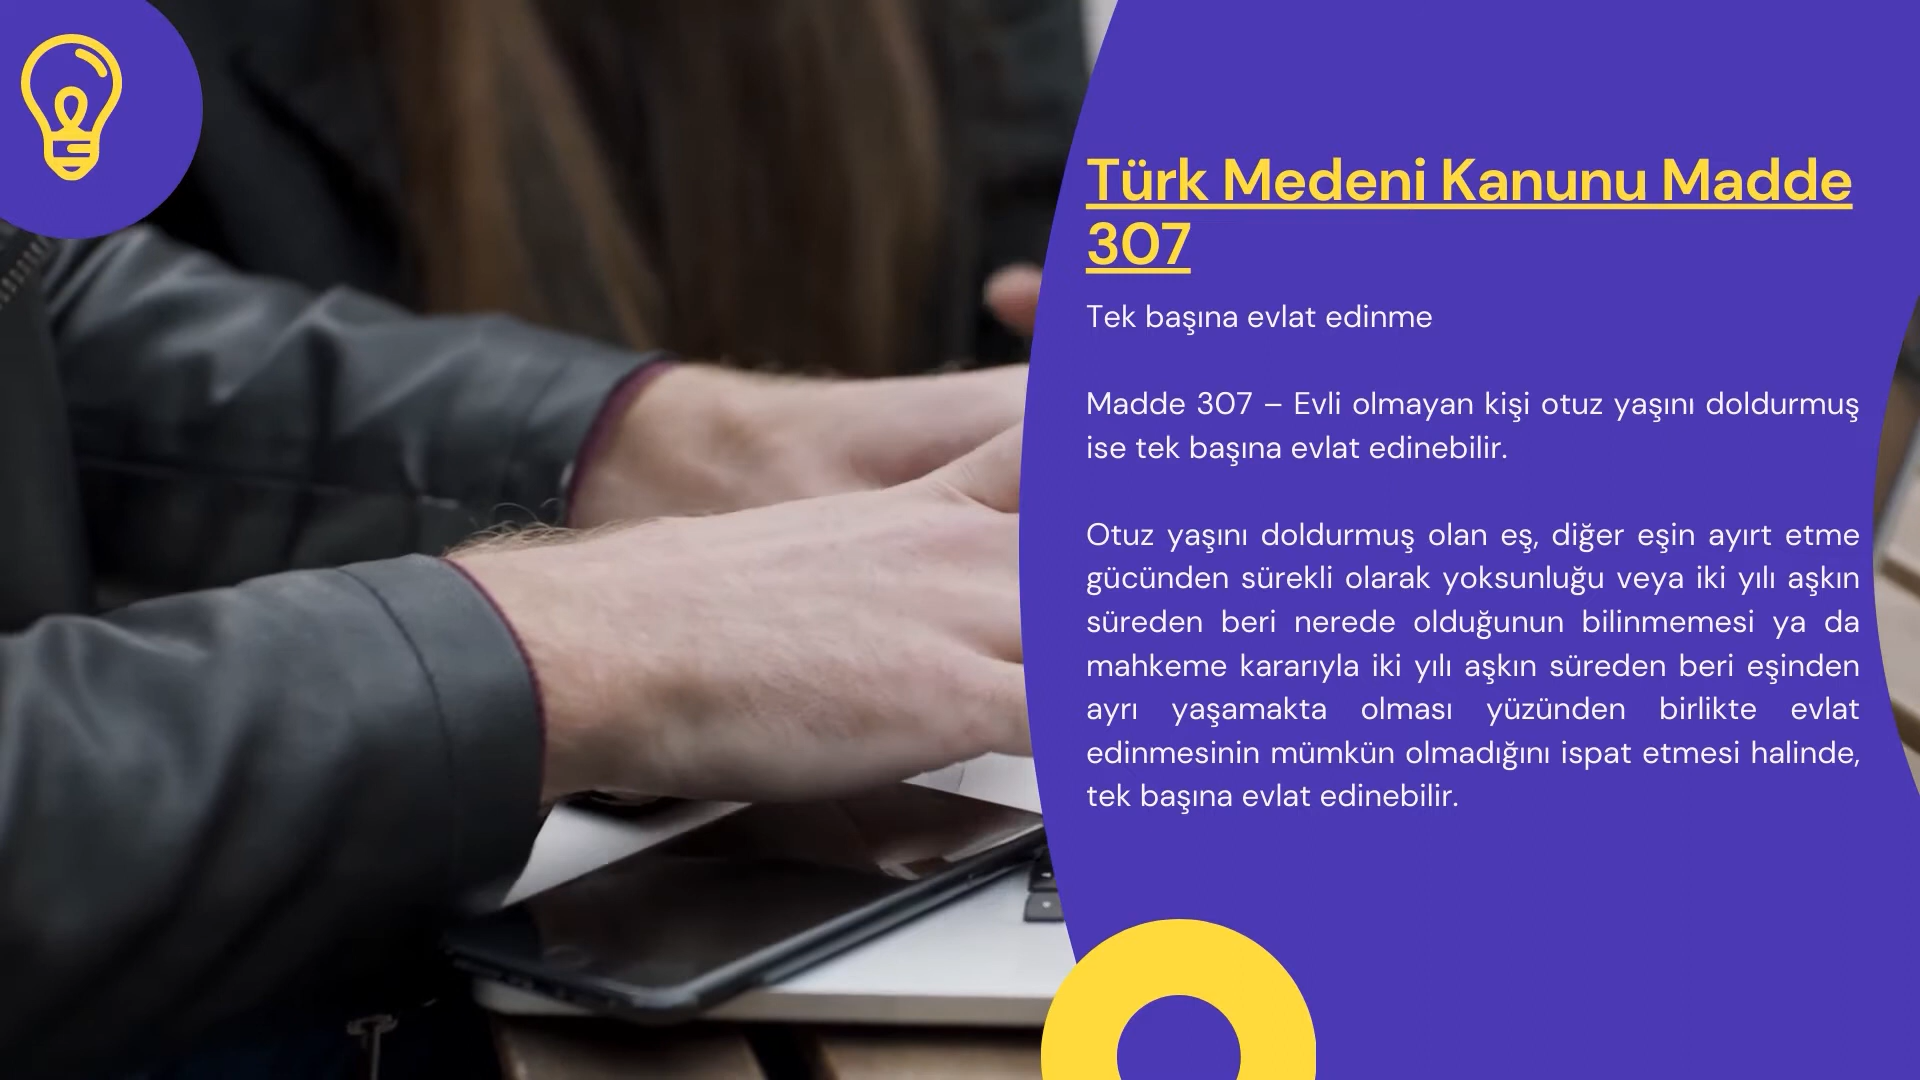 Türk Medeni Kanunu Madde
307
Tek başına evlat edinme
Madde 307 – Evli olmayan kişi otuz yaşını doldurmuş
ise tek başına evlat edinebilir.
Otuz yaşını doldurmuş olan eş, diğer eşin ayırt etme
gücünden sürekli olarak yoksunluğu veya iki yılı aşkın
süreden beri nerede olduğunun bilinmemesi ya da
mahkeme kararıyla iki yılı aşkın süreden beri eşinden
ayrı yaşamakta olması yüzünden birlikte evlat
edinmesinin mümkün olmadığını ispat etmesi halinde,
tek başına evlat edinebilir.